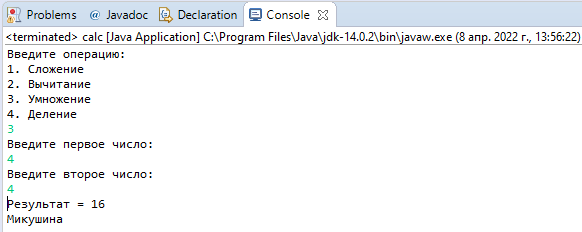 Problems @ Javadoc Declaration Console
<terminated> calc [Java Application] C:\Program Files\Java\jdk-14.0.2\bin\javaw.exe (8 апр. 2022 г., 13:56:22)
Введите операцию:
1. Сложение
2. Вычитание
3. Умножение
4. Деление
3
Введите первое число:
4
Введите второе число:
4
Результат = 16
Микушина